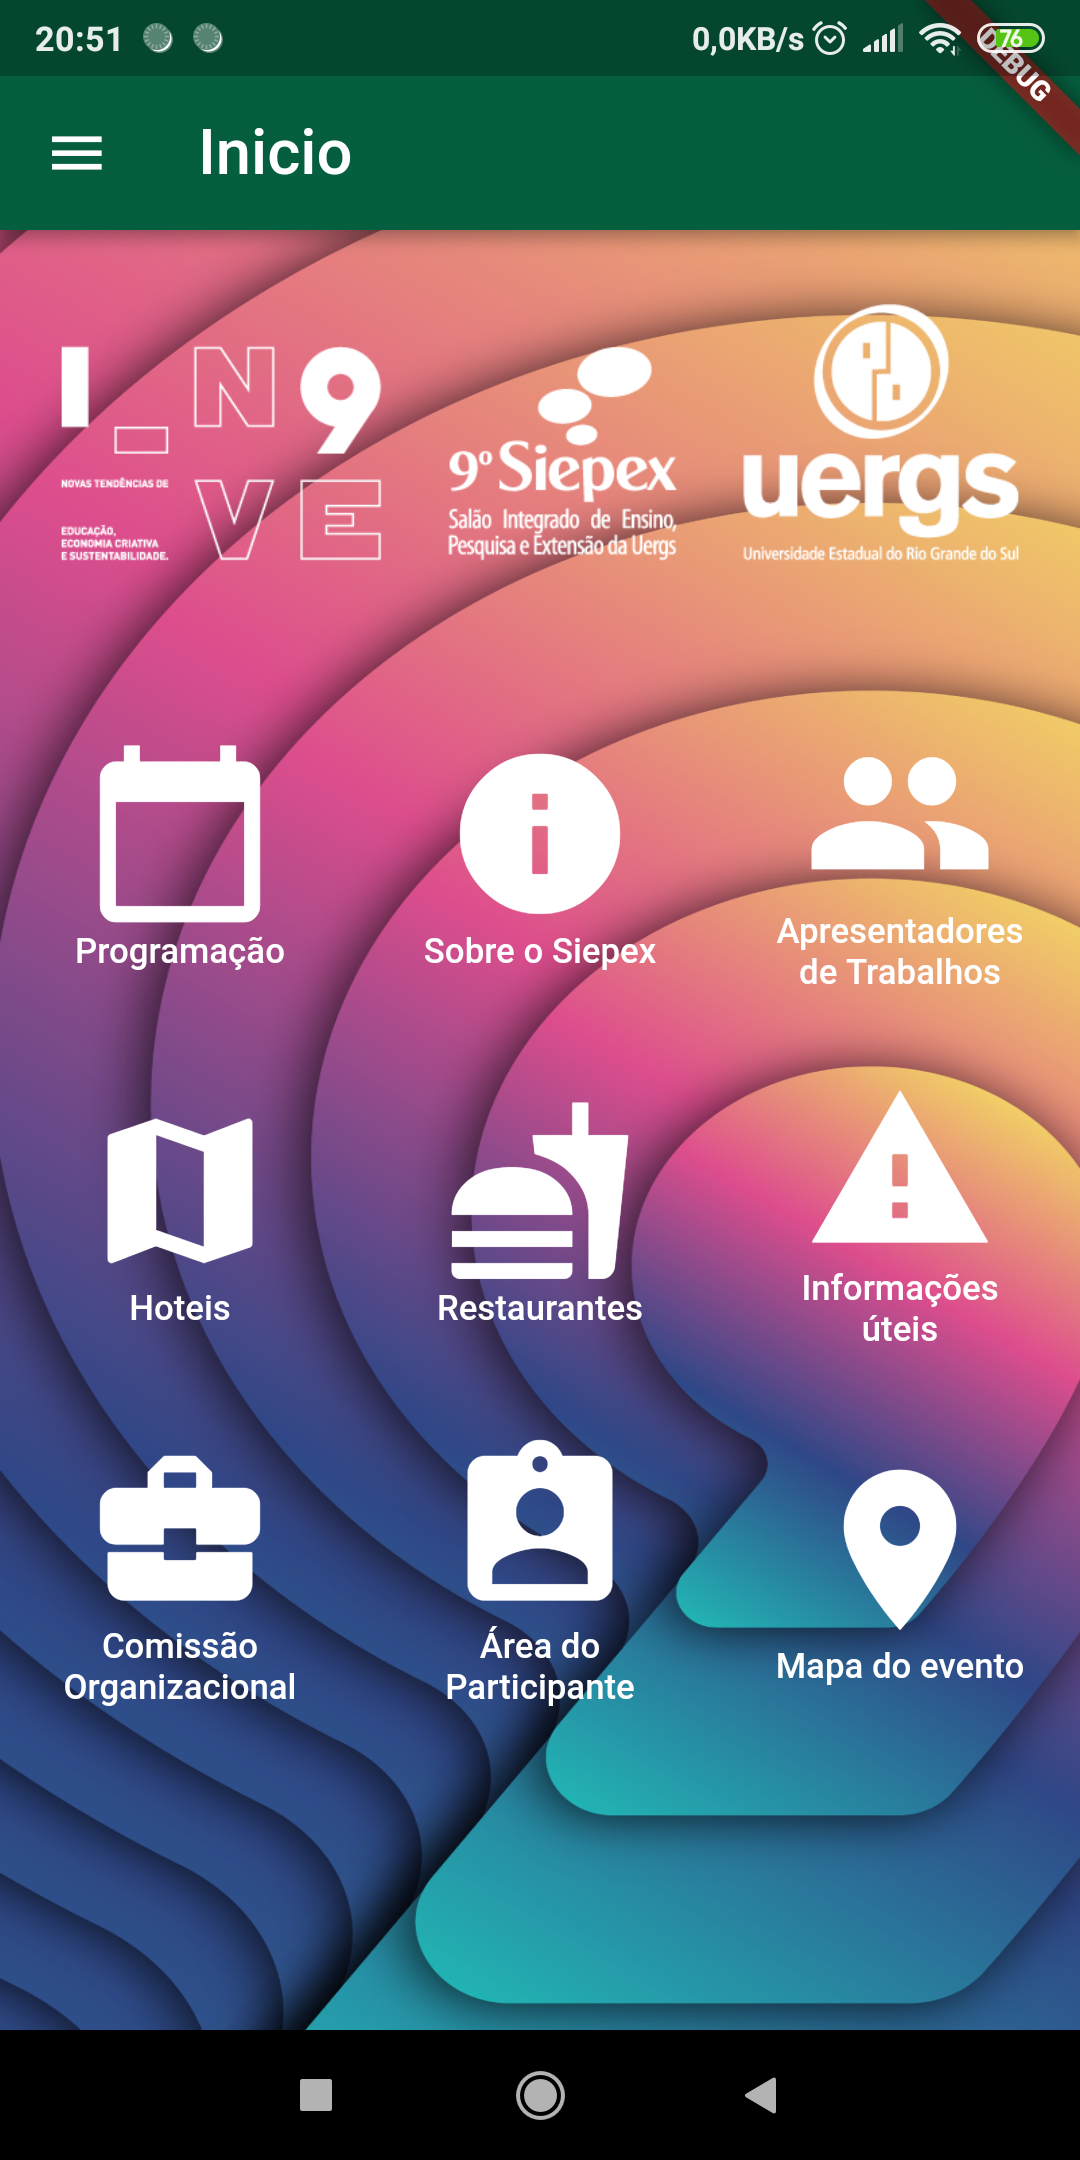 20:51
0,0KB/s
76
DEBUG
Inicio
I_N9
VE
NOVAS TENDÊNCIAS DE
EDUCAÇÃO,
ECONOMIA CRIATIVA
E SUSTENTABILIDADE.
9º Siepex
Salão Integrado de Ensino,
Pesquisa e Extensão da Uergs
uergs
Universidade Estadual do Rio Grande do Sul
Programação
Sobre o Siepex
Apresentadores
de Trabalhos
Hoteis
Restaurantes
Informações
úteis
Comissão
Organizacional
Área do
Participante
Mapa do evento